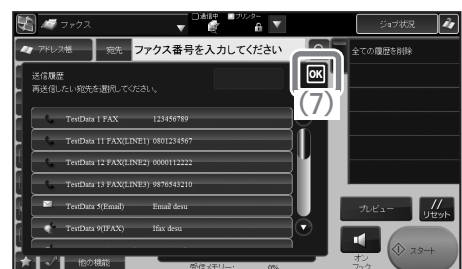 ファクス
通信中
プリンター
ジョブ状況
アドレス帳
宛先
ファクス番号を入力してください
全ての履歴を削除
送信履歴
再送信したい宛先を選択してください。
OK
(7)
TestData 1 FAX 123456789
TestData 11 FAX(LINE1) 0801234567
TestData 12 FAX(LINE2) 0000112222
TestData 13 FAX(LINE3) 9876543210
TestData 5(Email) Email desu
TestData 9(IFAX) Ifax desu
プレビュー
リセット
オン
フック
スタート
他の機能
受信メモリー: 0%